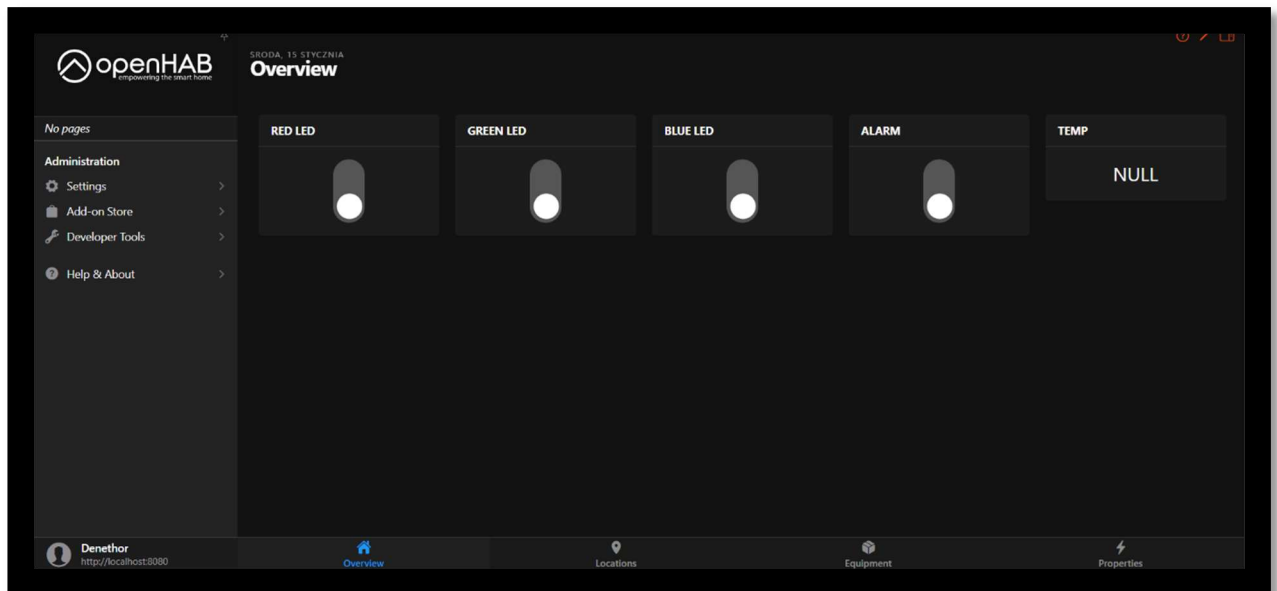 openHAB
empowering the smart home
ŚRODA, 15 STYCZNIA
Overview
No pages
Administration
Settings
Add-on Store
Developer Tools
Help & About
RED LED
GREEN LED
BLUE LED
ALARM
TEMP
NULL
Denethor
http://localhost:8080
Overview
Locations
Equipment
Properties